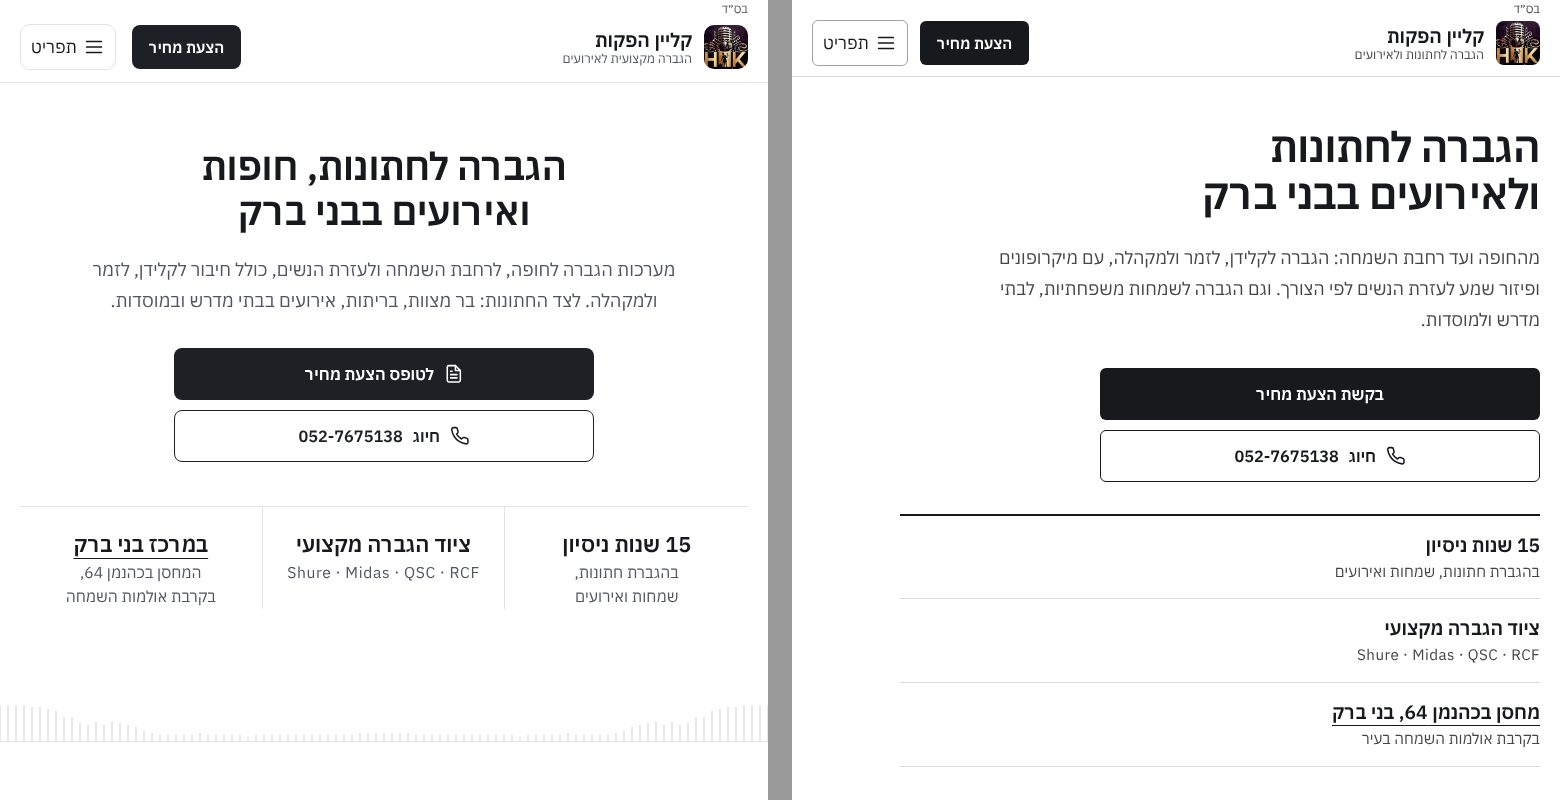 בס״ד
קליין הפקות
הגברה מקצועית לאירועים
הצעת מחיר
תפריט
הגברה לחתונות, חופות
ואירועים בבני ברק
מערכות הגברה לחופה, לרחבת השמחה ולעזרת הנשים, כולל חיבור לקלידן, לזמר
ולמקהלה. לצד החתונות: בר מצוות, בריתות, אירועים בבתי מדרש ובמוסדות.
לטופס הצעת מחיר
חיוג 052-7675138
15 שנות ניסיון
בהגברת חתונות,
שמחות ואירועים
ציוד הגברה מקצועי
Shure · Midas · QSC · RCF
במרכז בני ברק
המחסן בכהנמן 64,
בקרבת אולמות השמחה
בס״ד
קליין הפקות
הגברה לחתונות ולאירועים
הצעת מחיר
תפריט
הגברה לחתונות
ולאירועים בבני ברק
מהחופה ועד רחבת השמחה: הגברה לקלידן, לזמר ולמקהלה, עם מיקרופונים
ופיזור שמע לעזרת הנשים לפי הצורך. וגם הגברה לשמחות משפחתיות, לבתי
מדרש ולמוסדות.
בקשת הצעת מחיר
חיוג 052-7675138
15 שנות ניסיון
בהגברת חתונות, שמחות ואירועים
ציוד הגברה מקצועי
Shure · Midas · QSC · RCF
מחסן בכהנמן 64, בני ברק
בקרבת אולמות השמחה בעיר